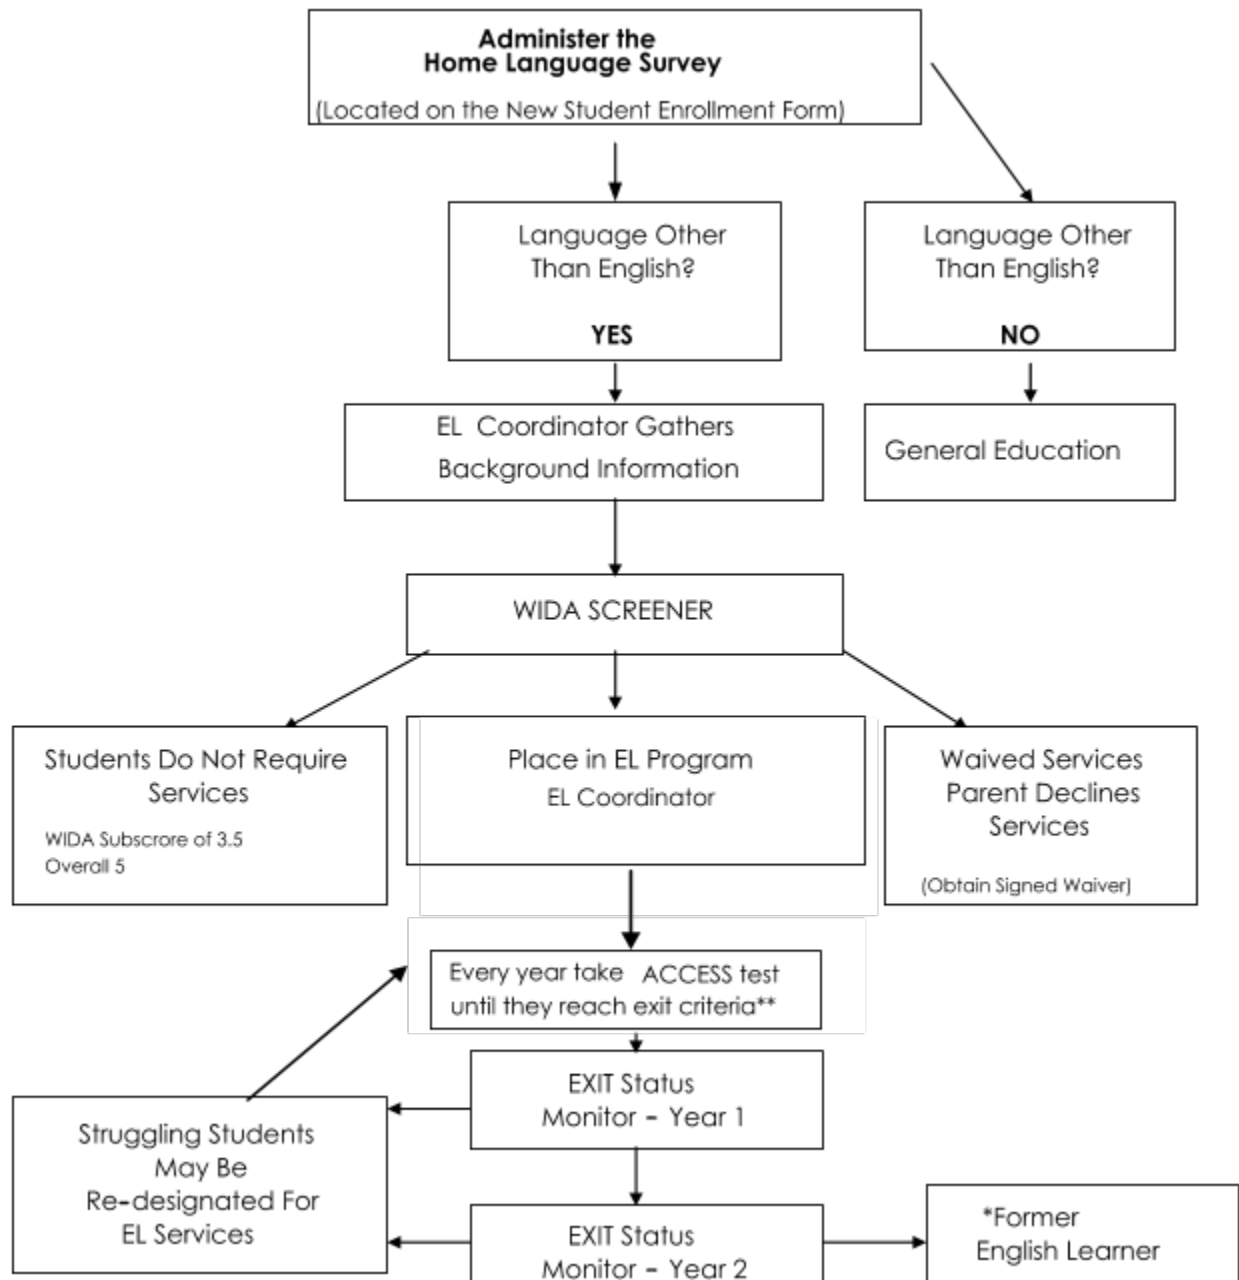 Administer the
Home Language Survey
(Located on the New Student Enrollment Form)
Language Other
Than English?
YES
Language Other
Than English?
NO
EL Coordinator Gathers
Background Information
General Education
WIDA SCREENER
Students Do Not Require
Services
WIDA Subscrore of 3.5
Overall 5
Place in EL Program
EL Coordinator
Waived Services
Parent Declines
Services
(Obtain Signed Waiver)
Every year take ACCESS test
until they reach exit criteria**
EXIT Status
Monitor – Year 1
Struggling Students
May Be
Re-designated For
EL Services
EXIT Status
Monitor – Year 2
*Former
English Learner